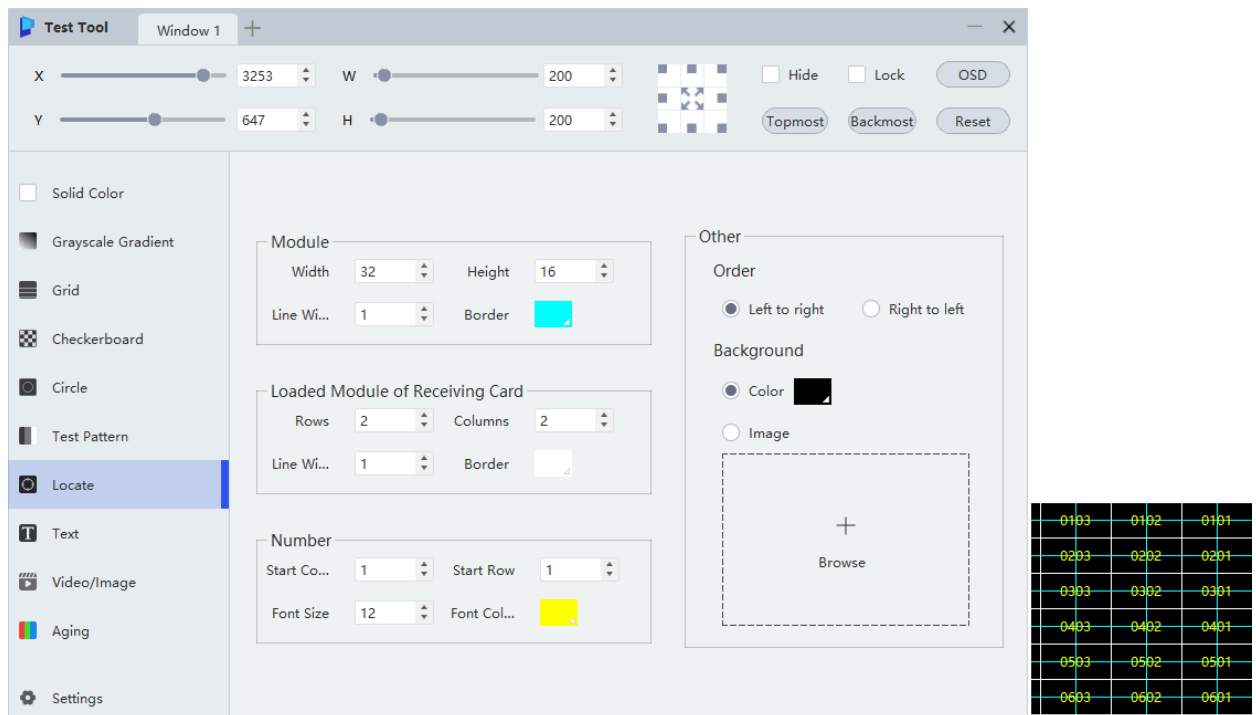 Test Tool
Window 1
X 3253 W 200 Hide Lock OSD
Y 647 H 200 Topmost Backmost Reset
Solid Color
Grayscale Gradient
Grid
Checkerboard
Circle
Test Pattern
Locate
Text
Video/Image
Aging
Settings
Module
Width 32 Height 16
Line Wi... 1 Border
Loaded Module of Receiving Card
Rows 2 Columns 2
Line Wi... 1 Border
Number
Start Co... 1 Start Row 1
Font Size 12 Font Col...
Other
Order
Left to right Right to left
Background
Color
Image
Browse
0103 0102 0101
0203 0202 0201
0303 0302 0301
0403 0402 0401
0503 0502 0501
0603 0602 0601